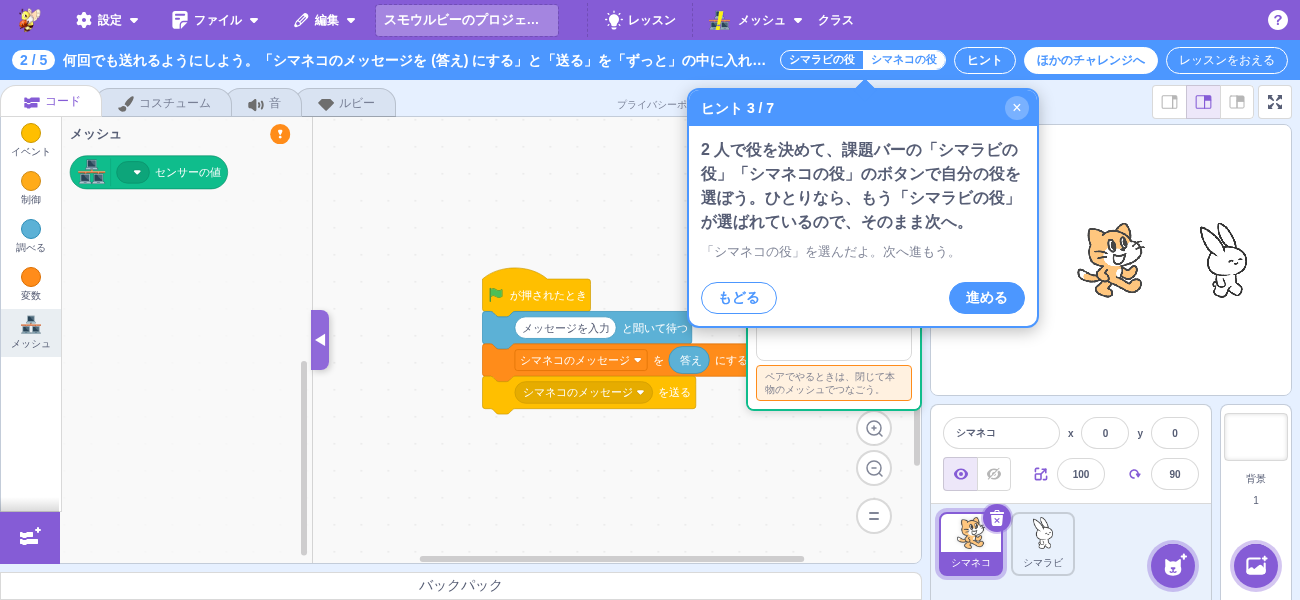 設定
ファイル
編集
スモウルビーのプロジェ…
レッスン
メッシュ
クラス
?
2 / 5
何回でも送れるようにしよう。「シマネコのメッセージを (答え) にする」と「送る」を「ずっと」の中に入れ…
シマラビの役
シマネコの役
ヒント
ほかのチャレンジへ
レッスンをおえる
コード
コスチューム
音
ルビー
プライバシーポ
イベント
制御
調べる
変数
メッシュ
メッシュ
センサーの値
が押されたとき
メッセージを入力 と聞いて待つ
シマネコのメッセージ を 答え にする
シマネコのメッセージ を送る
ヒント 3 / 7
×
2 人で役を決めて、課題バーの「シマラビの
役」「シマネコの役」のボタンで自分の役を
選ぼう。ひとりなら、もう「シマラビの役」
が選ばれているので、そのまま次へ。
「シマネコの役」を選んだよ。次へ進もう。
もどる
進める
ペアでやるときは、閉じて本
物のメッシュでつなごう。
シマネコ
x
0
y
0
100
90
シマネコ
シマラビ
背景
1
バックパック